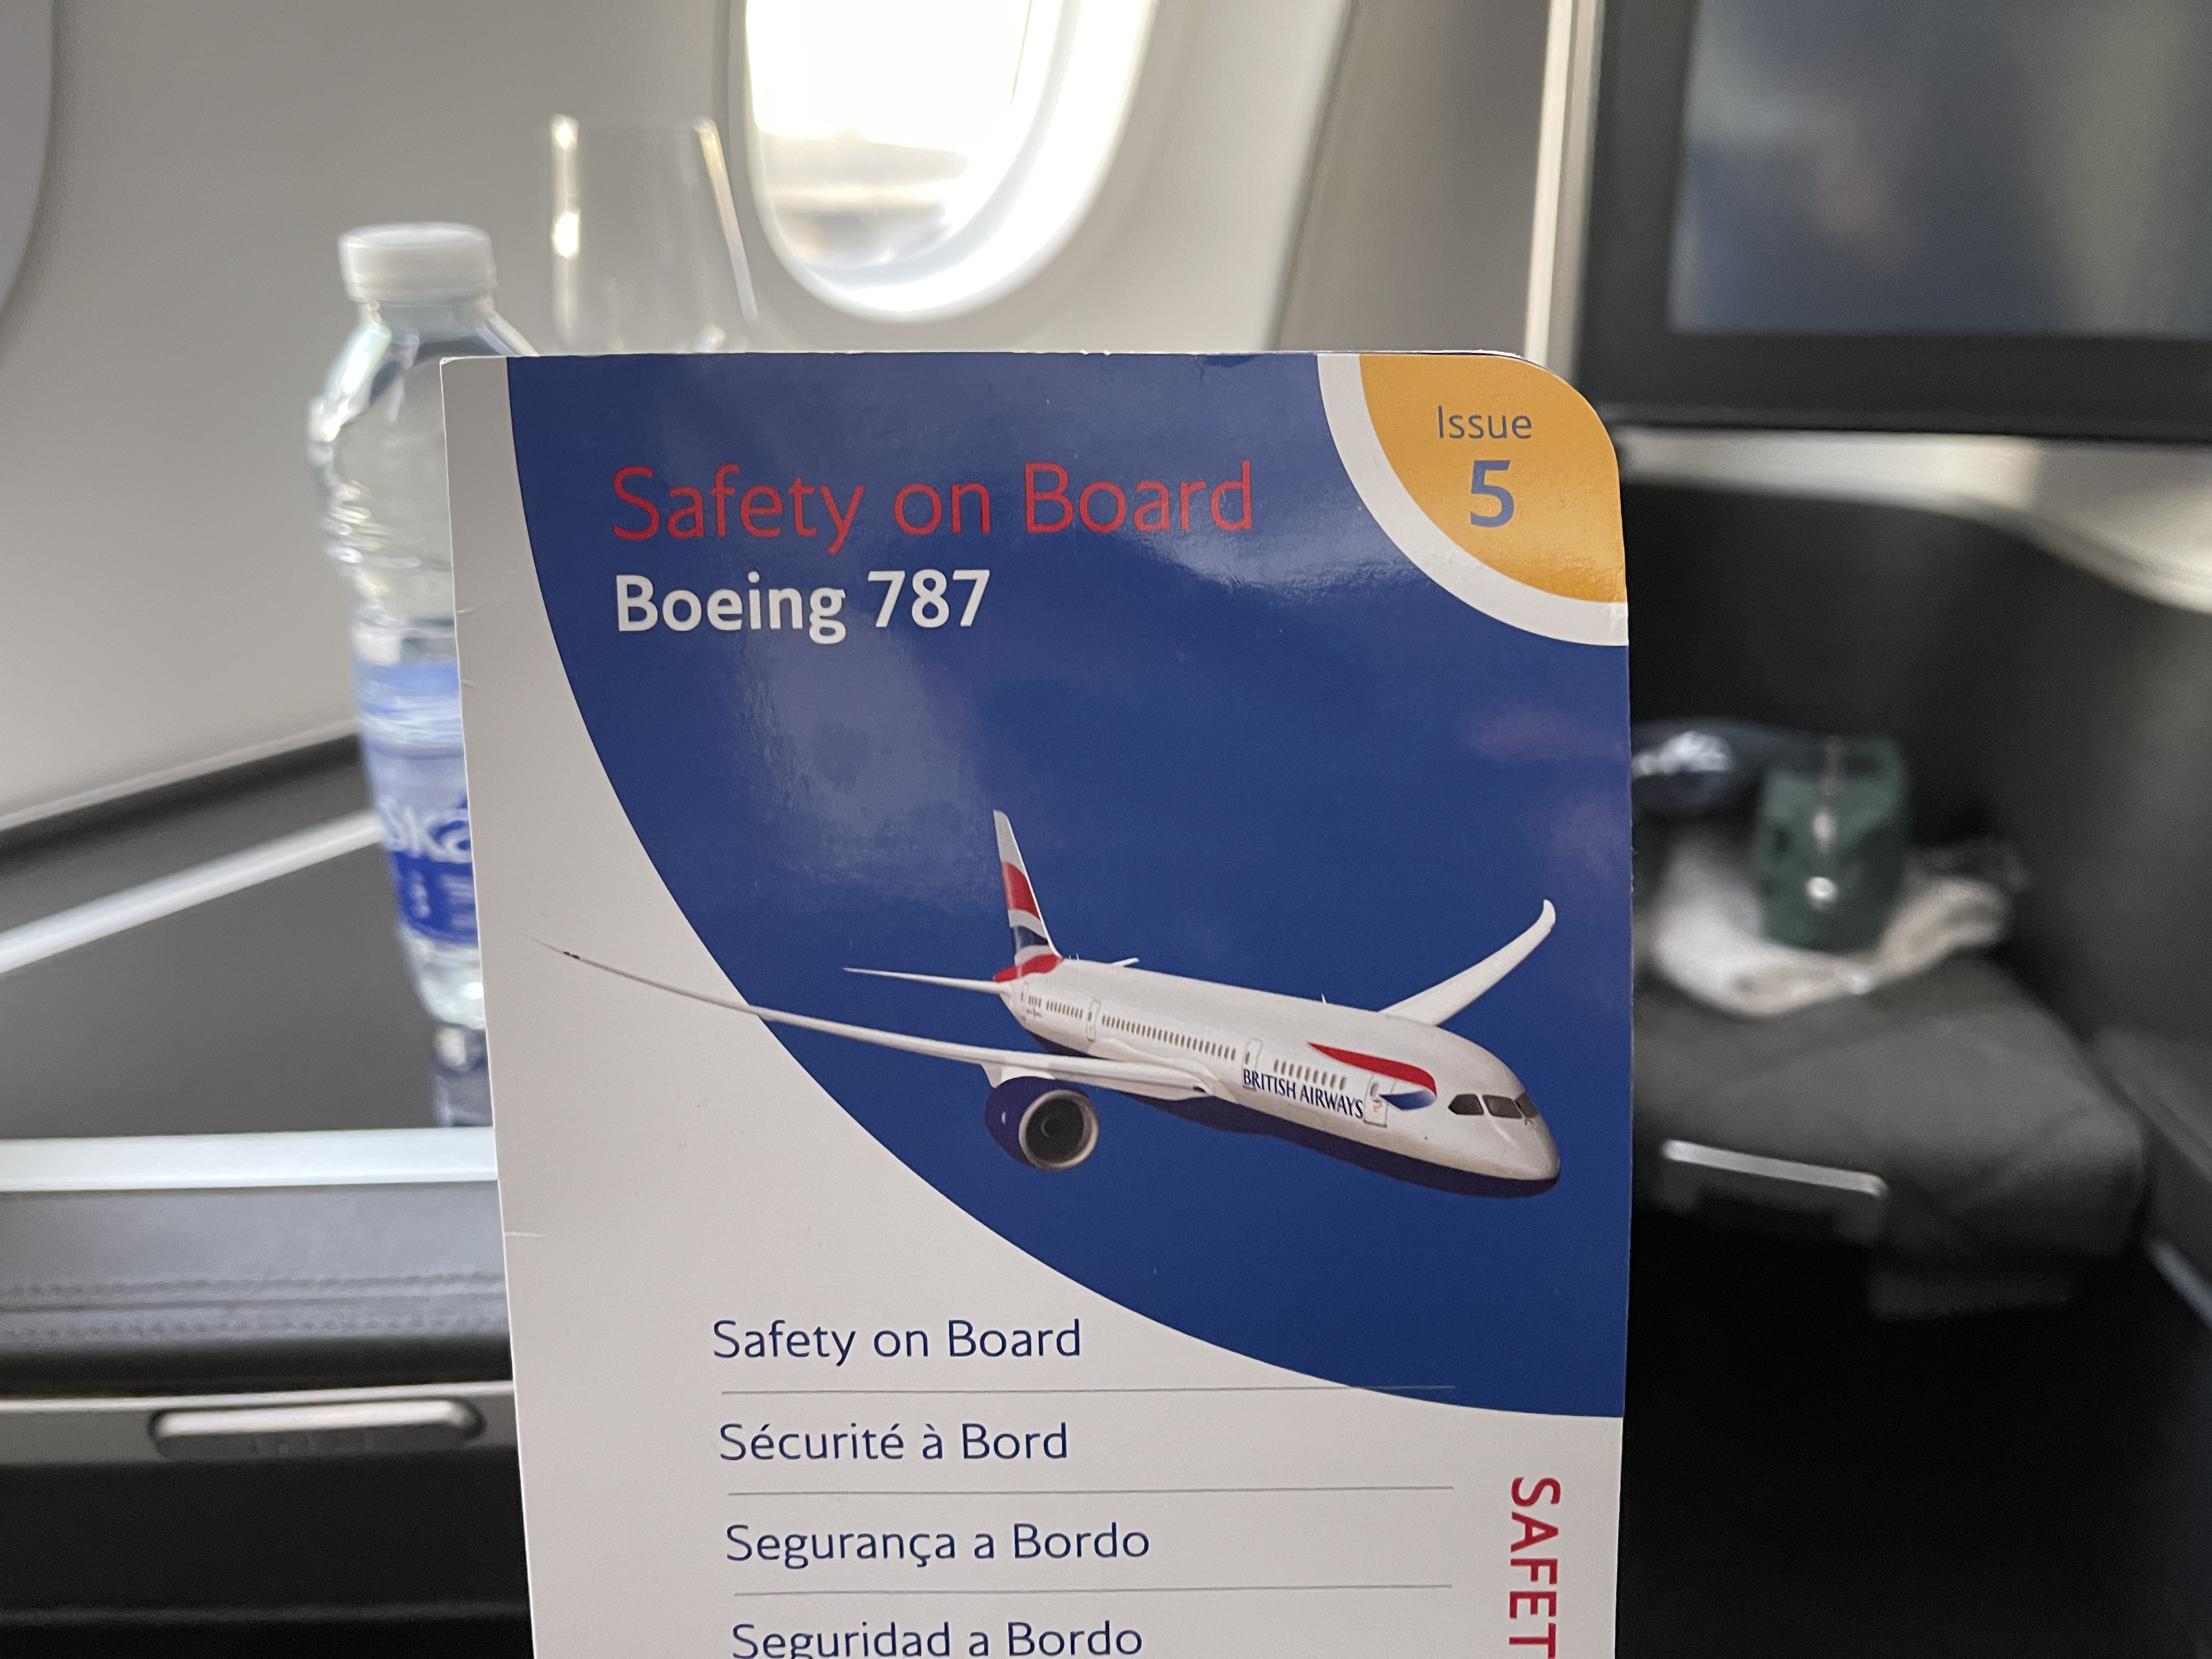 Issue
5
Safety on Board
Boeing 787
BRITISH AIRWAYS
Safety on Board
Sécurité à Bord
Segurança a Bordo
Seguridad a Bordo
SAFET